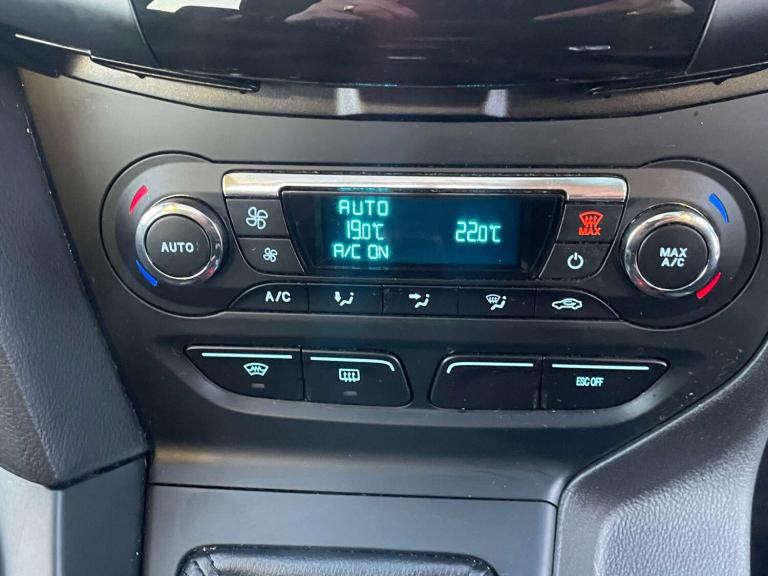 AUTO
19.0°C
A/C ON
22.0°C
MAX
AUTO
MAX
A/C
A/C
ESC OFF